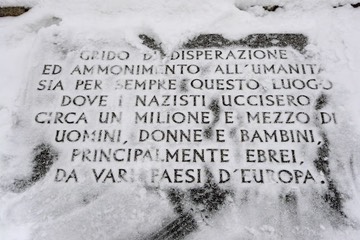 GRIDO DI DISPERAZIONE
ED AMMONIMENTO ALL'UMANITÀ
SIA PER SEMPRE QUESTO LUOGO
DOVE I NAZISTI UCCISERO
CIRCA UN MILIONE E MEZZO DI
UOMINI, DONNE E BAMBINI,
PRINCIPALMENTE EBREI,
DA VARI PAESI D'EUROPA.